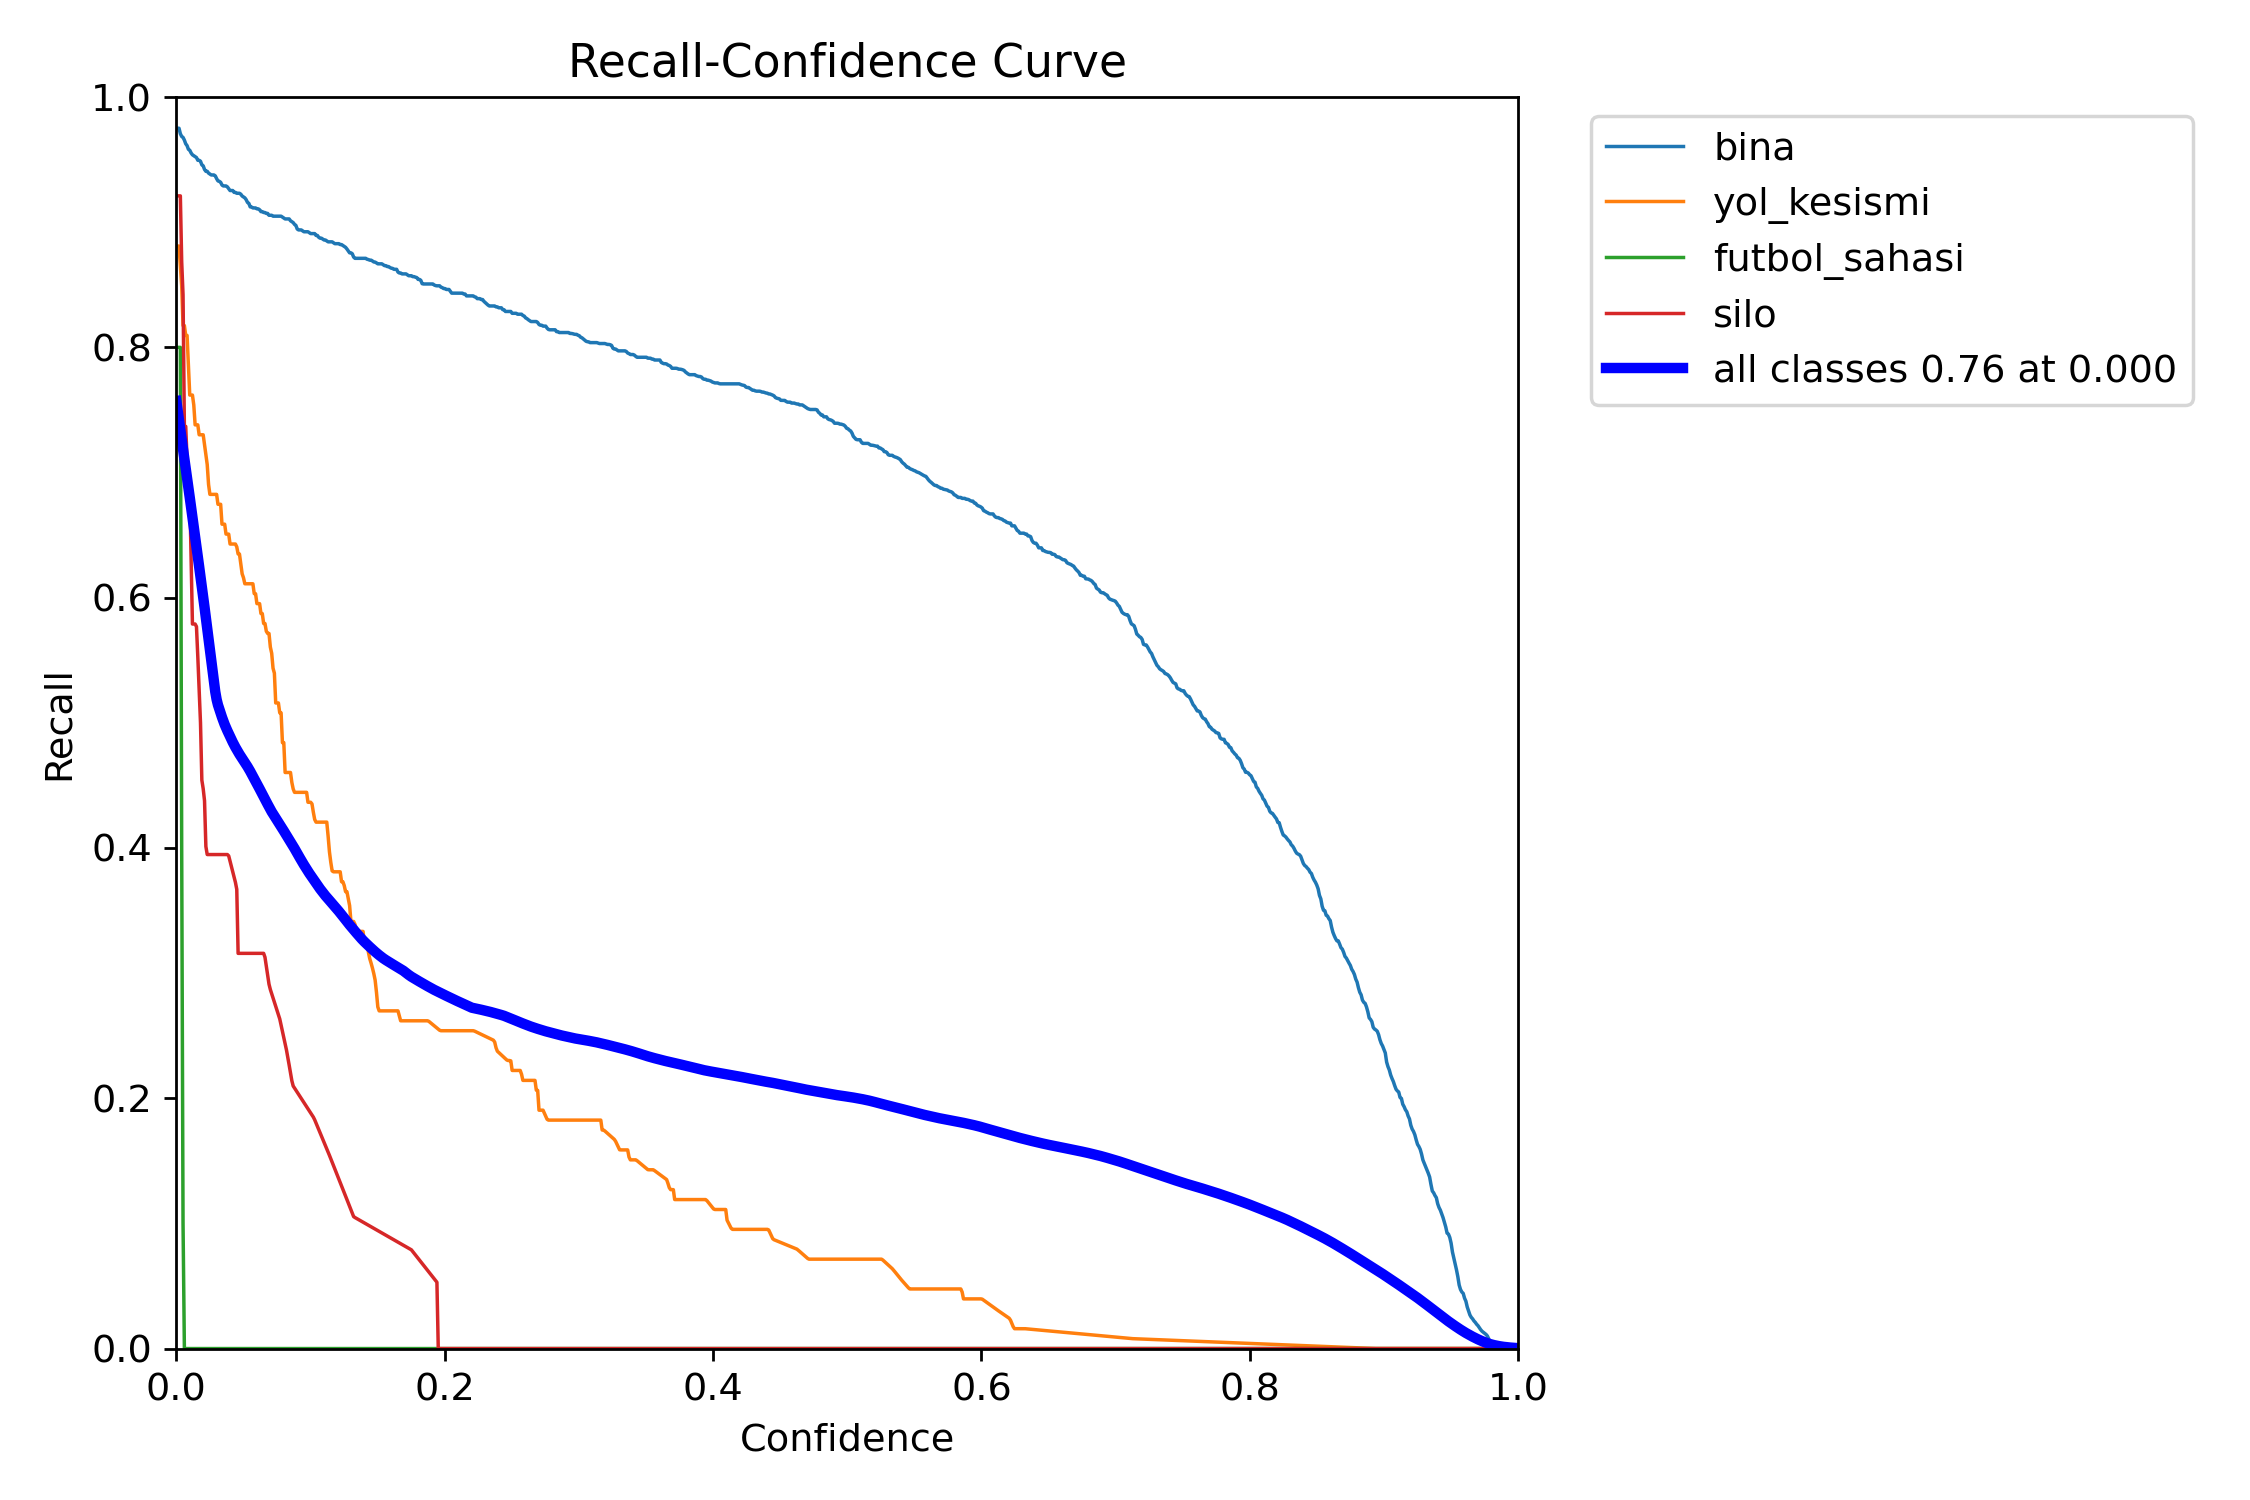 Recall-Confidence Curve
1.0
0.8
0.6
0.4
0.2
0.0
Recall
0.0 0.2 0.4 0.6 0.8 1.0
Confidence
bina
yol_kesismi
futbol_sahasi
silo
all classes 0.76 at 0.000